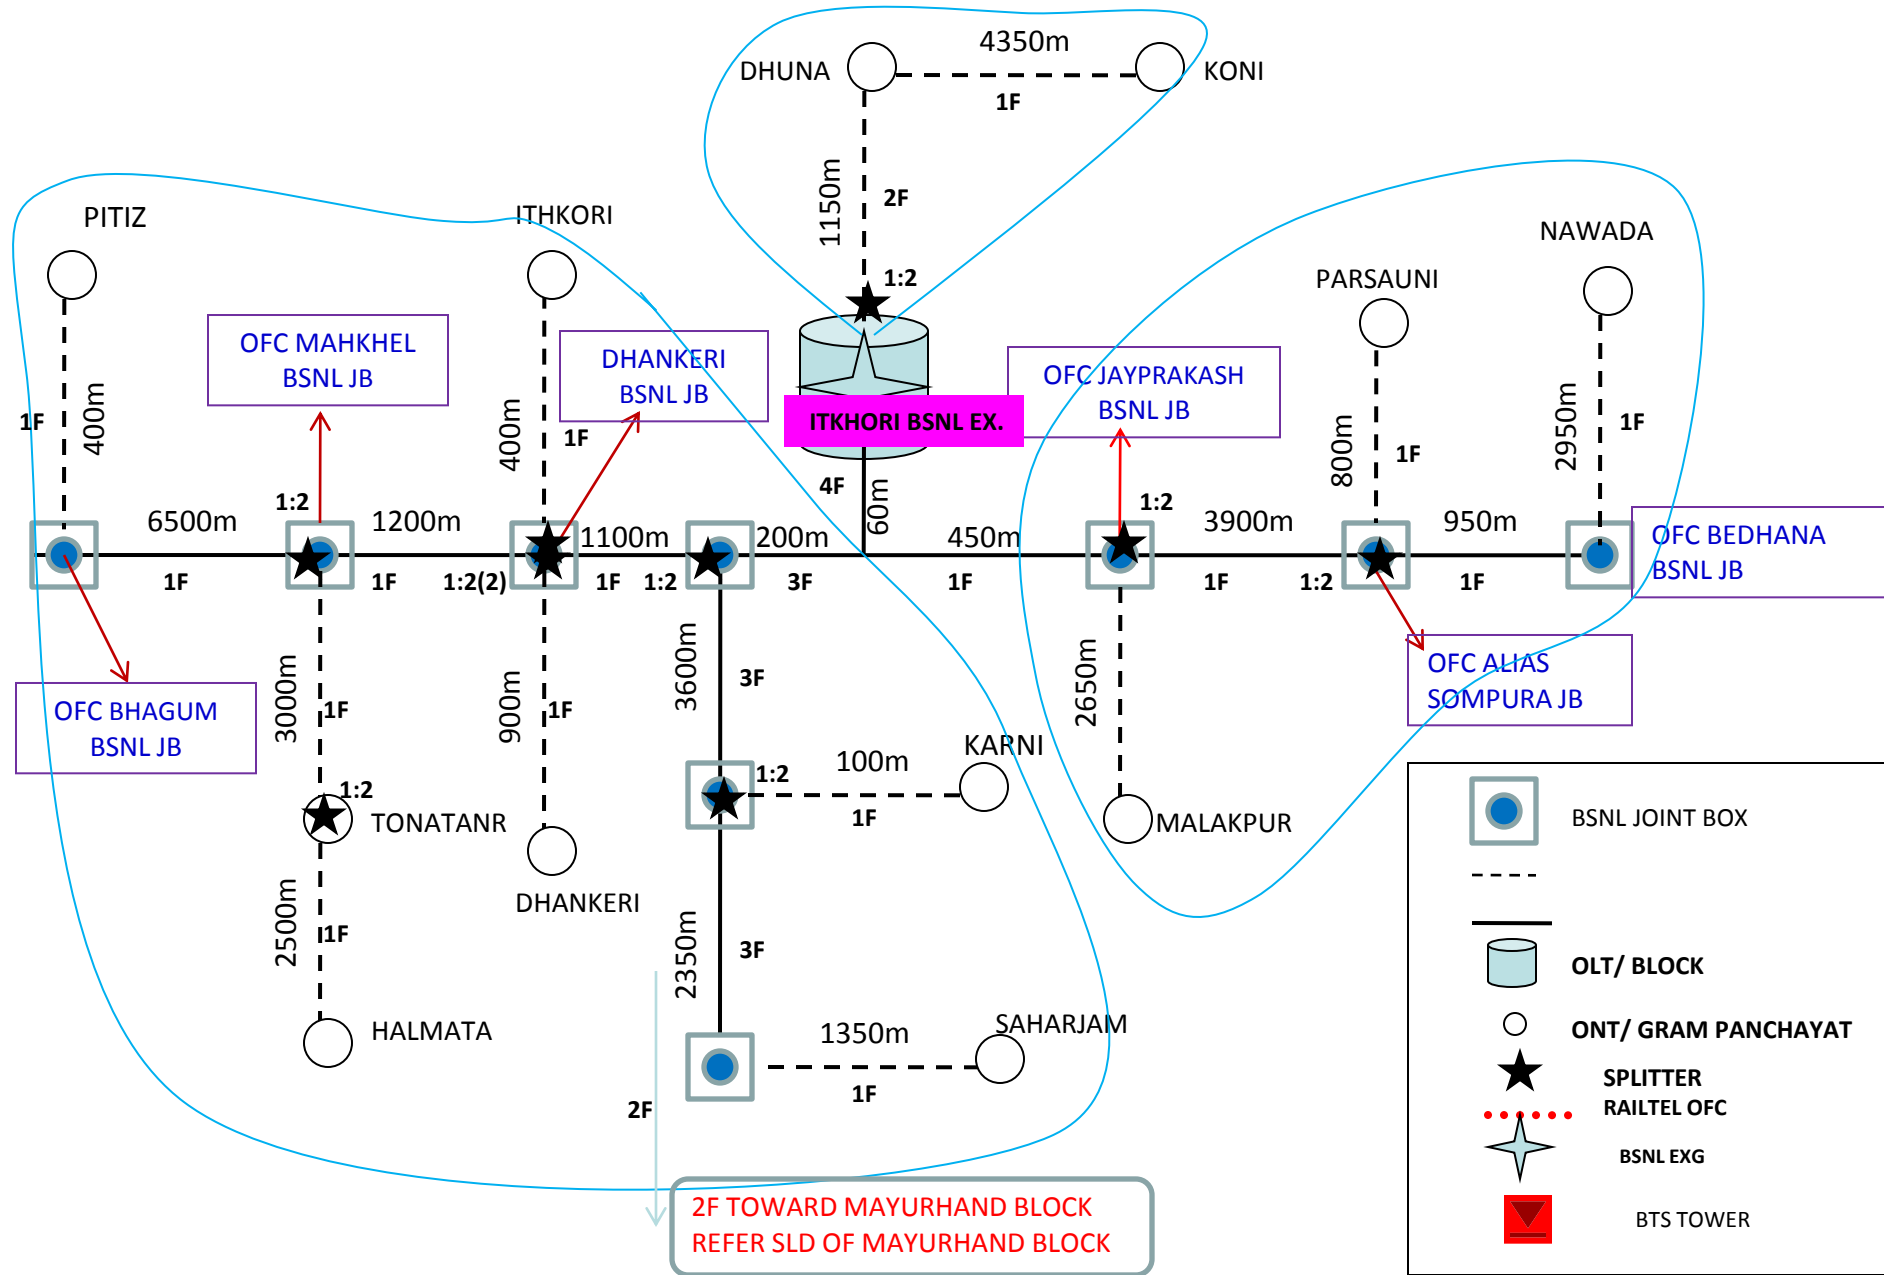 4350m
DHUNA
KONI
1F
1150m
2F
1:2
PITIZ
ITHKORI
NAWADA
PARSAUNI
OFC MAHKHEL
BSNL JB
DHANKERI
BSNL JB
OFC JAYPRAKASH
BSNL JB
ITKHORI BSNL EX.
1F
400m
400m
1F
800m
1F
2950m
1F
4F
60m
1:2
1:2
6500m
1200m
1100m
200m
450m
3900m
950m
1F
1F
1:2(2)
1F
1:2
3F
1F
1F
1:2
1F
OFC BEDHANA
BSNL JB
OFC BHAGUM
BSNL JB
3000m
1F
900m
1F
3600m
3F
2650m
OFC ALIAS
SOMPURA JB
KARNI
1:2
100m
1F
1:2
TONATANR
MALAKPUR
DHANKERI
2500m
1F
2350m
3F
HALMATA
1350m
SAHARJAM
1F
2F
2F TOWARD MAYURHAND BLOCK
REFER SLD OF MAYURHAND BLOCK
BSNL JOINT BOX
OLT/ BLOCK
ONT/ GRAM PANCHAYAT
SPLITTER
RAILTEL OFC
BSNL EXG
BTS TOWER